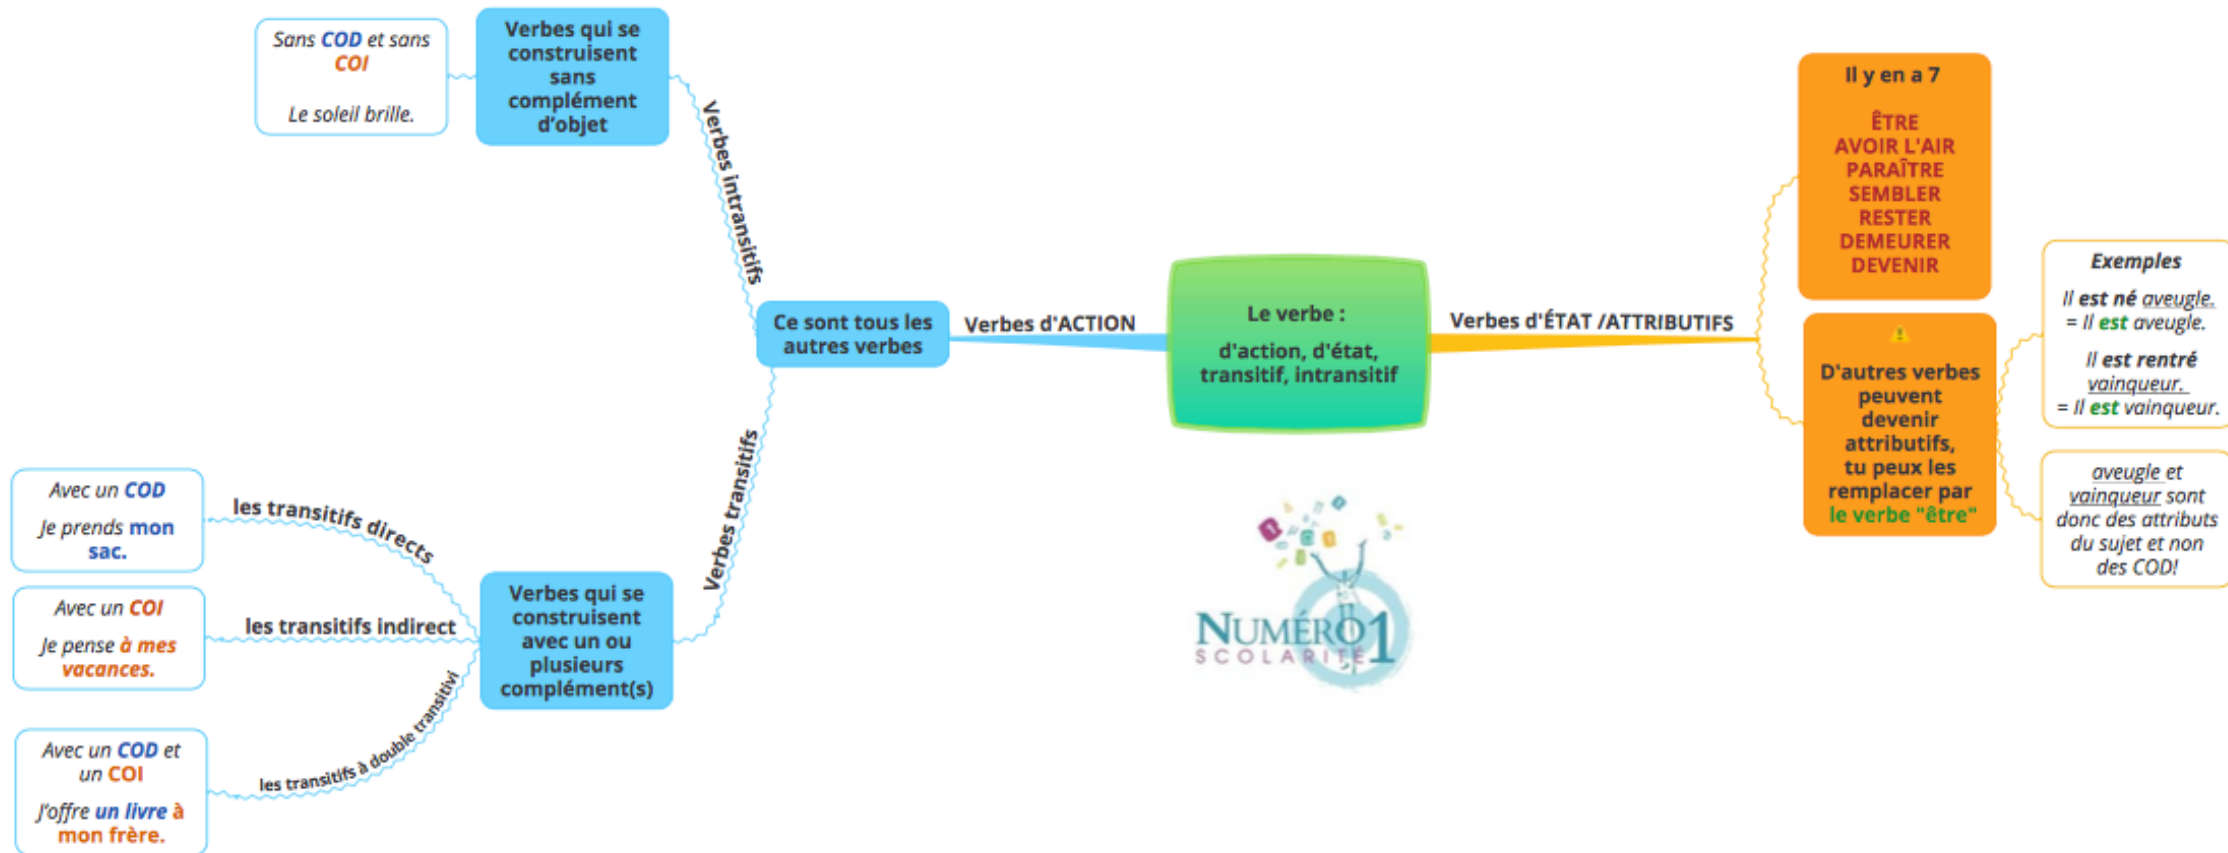 Le verbe :
d'action, d'état,
transitif, intransitif
Verbes d'ACTION
Ce sont tous les
autres verbes
Verbes intransitifs
Verbes qui se
construisent
sans
complément
d'objet
Sans COD et sans
COI
Le soleil brille.
Verbes transitifs
Verbes qui se
construisent
avec un ou
plusieurs
complément(s)
les transitifs directs
Avec un COD
Je prends mon
sac.
les transitifs indirect
Avec un COI
Je pense à mes
vacances.
les transitifs à double transitivi
Avec un COD et
un COI
J'offre un livre à
mon frère.
Verbes d'ÉTAT /ATTRIBUTIFS
Il y en a 7
ÊTRE
AVOIR L'AIR
PARAÎTRE
SEMBLER
RESTER
DEMEURER
DEVENIR
D'autres verbes
peuvent
devenir
attributifs,
tu peux les
remplacer par
le verbe "être"
Exemples
Il est né aveugle.
= Il est aveugle.
Il est rentré
vainqueur.
= Il est vainqueur.
aveugle et
vainqueur sont
donc des attributs
du sujet et non
des COD!
NUMÉRO 1
SCOLARITÉ